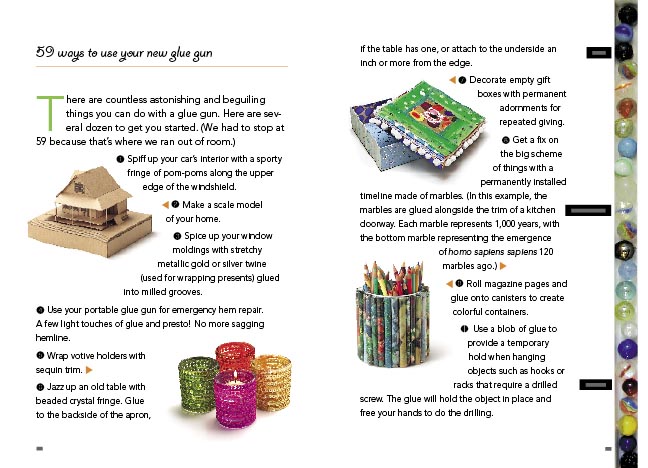 59 ways to use your new glue gun
There are countless astonishing and beguiling
things you can do with a glue gun. Here are sev-
eral dozen to get you started. (We had to stop at
59 because that's where we ran out of room.)
❶ Spiff up your car's interior with a sporty
fringe of pom-poms along the upper
edge of the windshield.
◀ ❷ Make a scale model
of your home.
❸ Spice up your window
moldings with stretchy
metallic gold or silver twine
(used for wrapping presents) glued
into milled grooves.
❹ Use your portable glue gun for emergency hem repair.
A few light touches of glue and presto! No more sagging
hemline.
❺ Wrap votive holders with
sequin trim. ▶
❻ Jazz up an old table with
beaded crystal fringe. Glue
to the backside of the apron,
if the table has one, or attach to the underside an
inch or more from the edge.
◀ ❼ Decorate empty gift
boxes with permanent
adornments for
repeated giving.
❽ Get a fix on
the big scheme
of things with a
permanently installed
timeline made of marbles. (In this example, the
marbles are glued alongside the trim of a kitchen
doorway. Each marble represents 1,000 years, with
the bottom marble representing the emergence
of homo sapiens sapiens 120
marbles ago.) ▶
◀ ❿ Roll magazine pages and
glue onto canisters to create
colorful containers.
⓫ Use a blob of glue to
provide a temporary
hold when hanging
objects such as hooks or
racks that require a drilled
screw. The glue will hold the object in place and
free your hands to do the drilling.